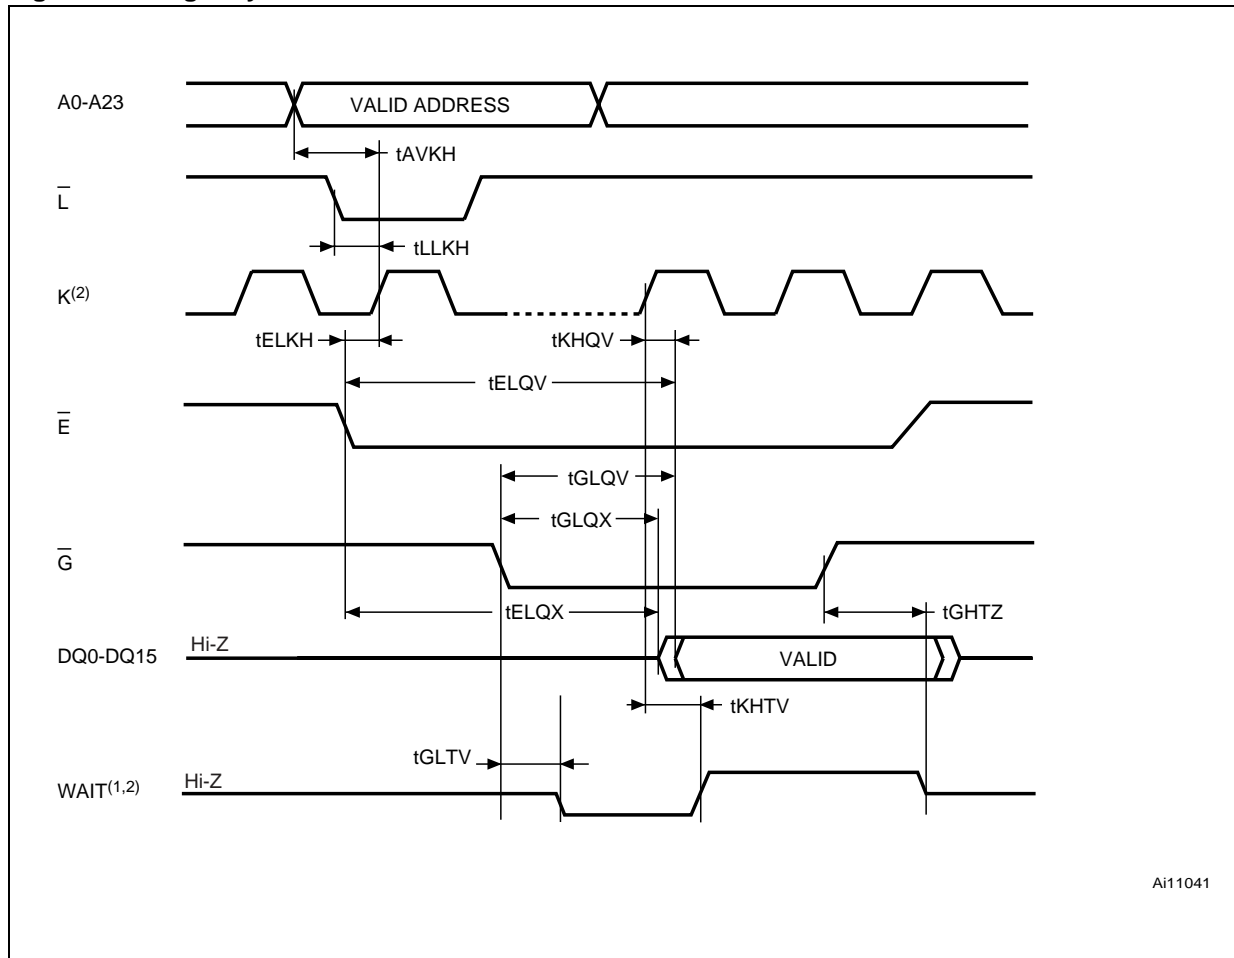 A0-A23
VALID ADDRESS
tAVKH
L̅
tLLKH
K(2)
tELKH
tKHQV
tELQV
E̅
tGLQV
tGLQX
G̅
tELQX
tGHTZ
DQ0-DQ15
Hi-Z
VALID
tKHTV
tGLTV
WAIT(1,2)
Hi-Z
Ai11041